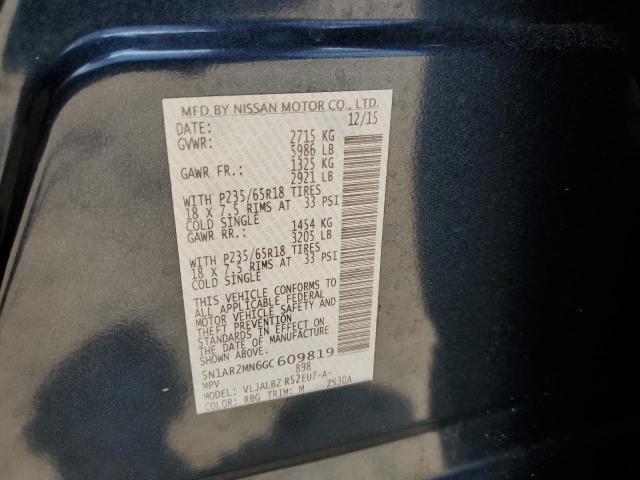 MFD BY NISSAN MOTOR CO., LTD.
DATE: 12/15
GVWR: 2715 KG
5986 LB
GAWR FR.: 1325 KG
2921 LB
WITH P235/65R18 TIRES
18 X 7.5 RIMS AT 33 PSI
COLD SINGLE
GAWR RR.: 1454 KG
3205 LB
WITH P235/65R18 TIRES
18 X 7.5 RIMS AT 33 PSI
COLD SINGLE
THIS VEHICLE CONFORMS TO
ALL APPLICABLE FEDERAL
MOTOR VEHICLE SAFETY, AND
THEFT PREVENTION
STANDARDS IN EFFECT ON
THE DATE OF MANUFACTURE
SHOWN ABOVE.
5N1AR2MN6GC609819
MPV 898
MODEL: VLJALBZ R52EU7-A-
COLOR: RBG TRIM: M ZS30A